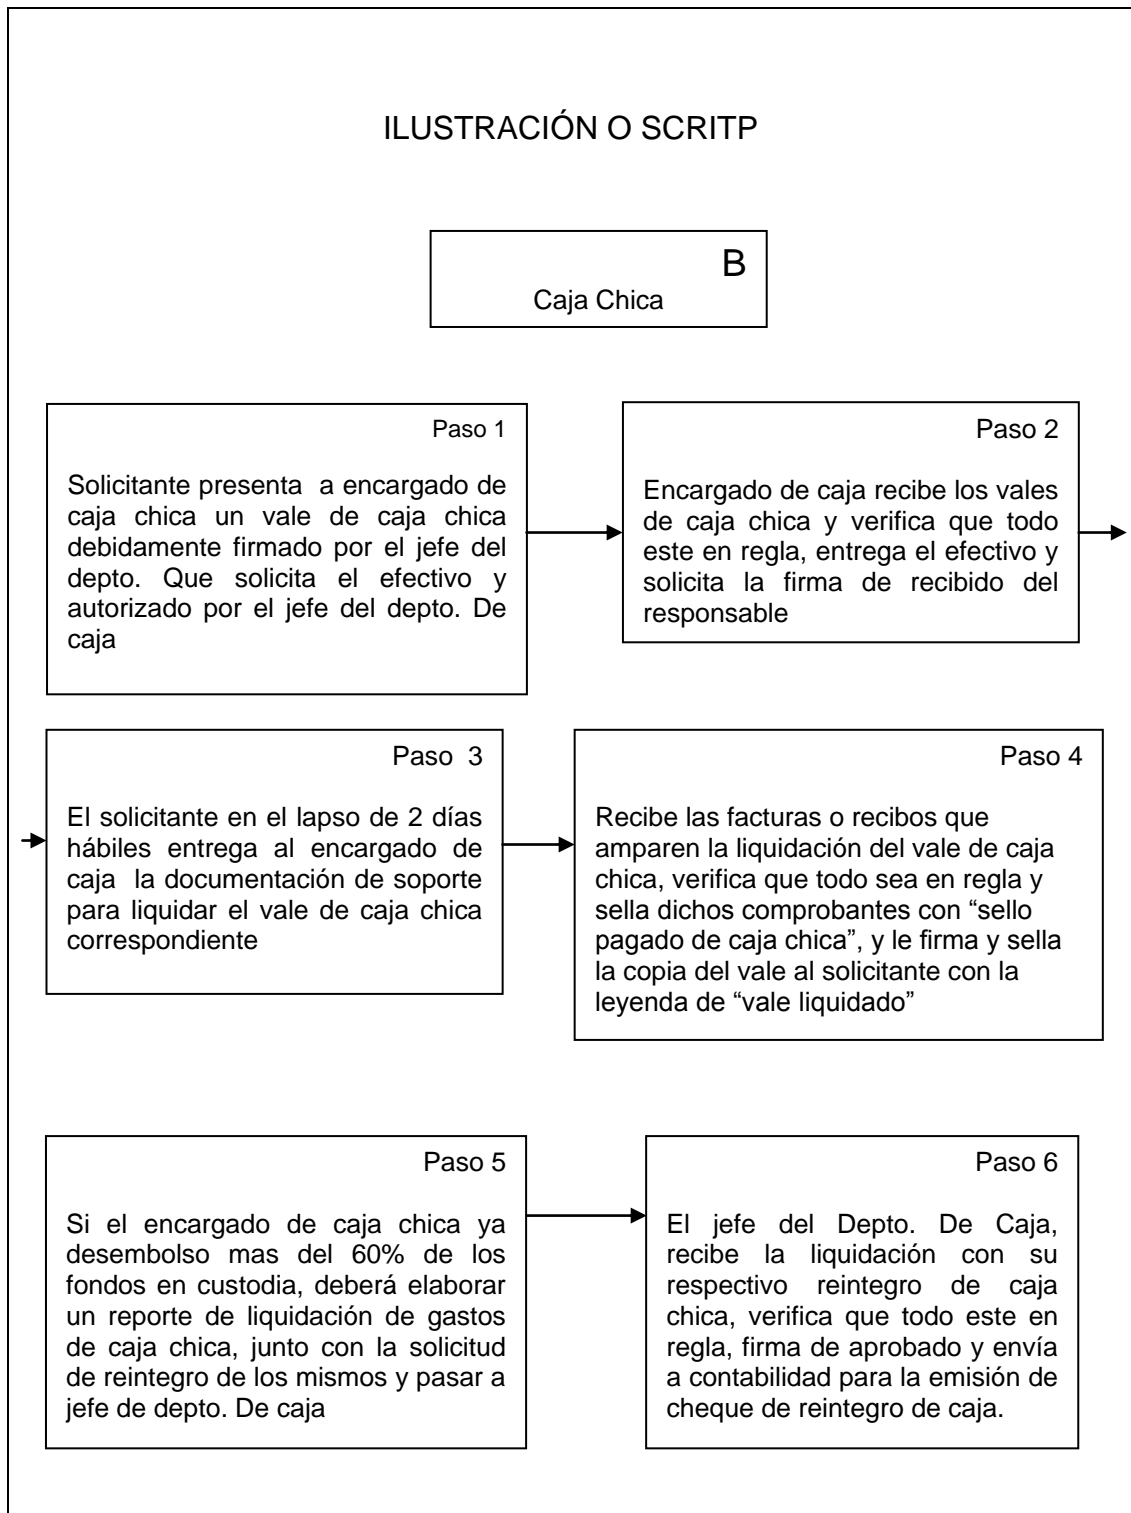 ILUSTRACIÓN O SCRITP
B
Caja Chica
Paso 1
Solicitante presenta a encargado de
caja chica un vale de caja chica
debidamente firmado por el jefe del
depto. Que solicita el efectivo y
autorizado por el jefe del depto. De
caja
Paso 2
Encargado de caja recibe los vales
de caja chica y verifica que todo
este en regla, entrega el efectivo y
solicita la firma de recibido del
responsable
Paso 3
El solicitante en el lapso de 2 días
hábiles entrega al encargado de
caja la documentación de soporte
para liquidar el vale de caja chica
correspondiente
Paso 4
Recibe las facturas o recibos que
amparen la liquidación del vale de caja
chica, verifica que todo sea en regla y
sella dichos comprobantes con “sello
pagado de caja chica”, y le firma y sella
la copia del vale al solicitante con la
leyenda de “vale liquidado”
Paso 5
Si el encargado de caja chica ya
desembolso mas del 60% de los
fondos en custodia, deberá elaborar
un reporte de liquidación de gastos
de caja chica, junto con la solicitud
de reintegro de los mismos y pasar a
jefe de depto. De caja
Paso 6
El jefe del Depto. De Caja,
recibe la liquidación con su
respectivo reintegro de caja
chica, verifica que todo este en
regla, firma de aprobado y envía
a contabilidad para la emisión de
cheque de reintegro de caja.